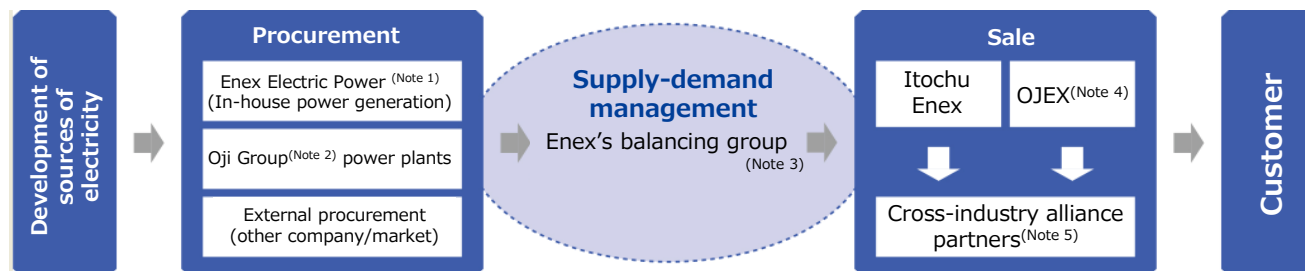 Development of
sources of
electricity
Procurement
Enex Electric Power (Note 1)
(In-house power generation)
Oji Group(Note 2) power plants
External procurement
(other company/market)
Supply-demand
management
Enex's balancing group
(Note 3)
Sale
Itochu
Enex
OJEX(Note 4)
Cross-industry alliance
partners(Note 5)
Customer